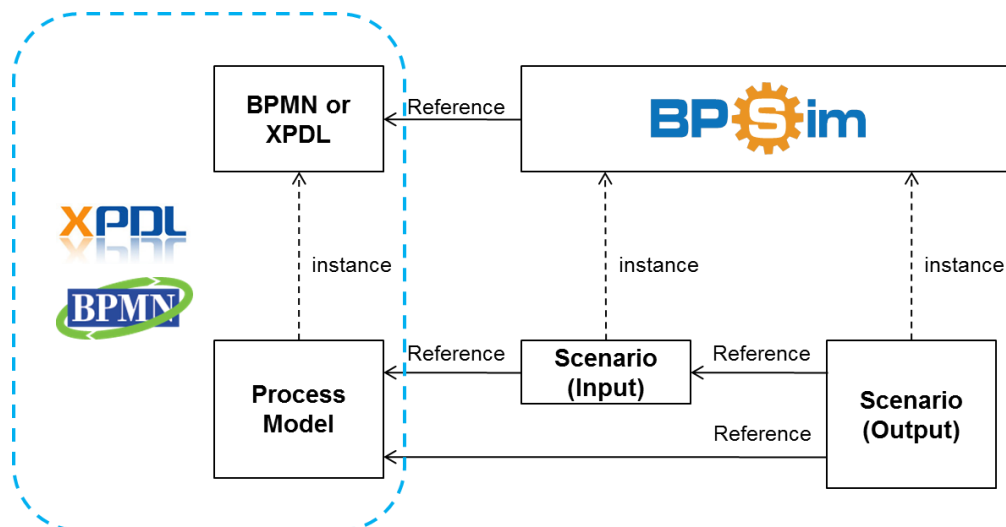 BPMN or
XPDL
Reference
BPSim
XPDL
BPMN
instance
instance
instance
Process
Model
Reference
Scenario
(Input)
Reference
Scenario
(Output)
Reference